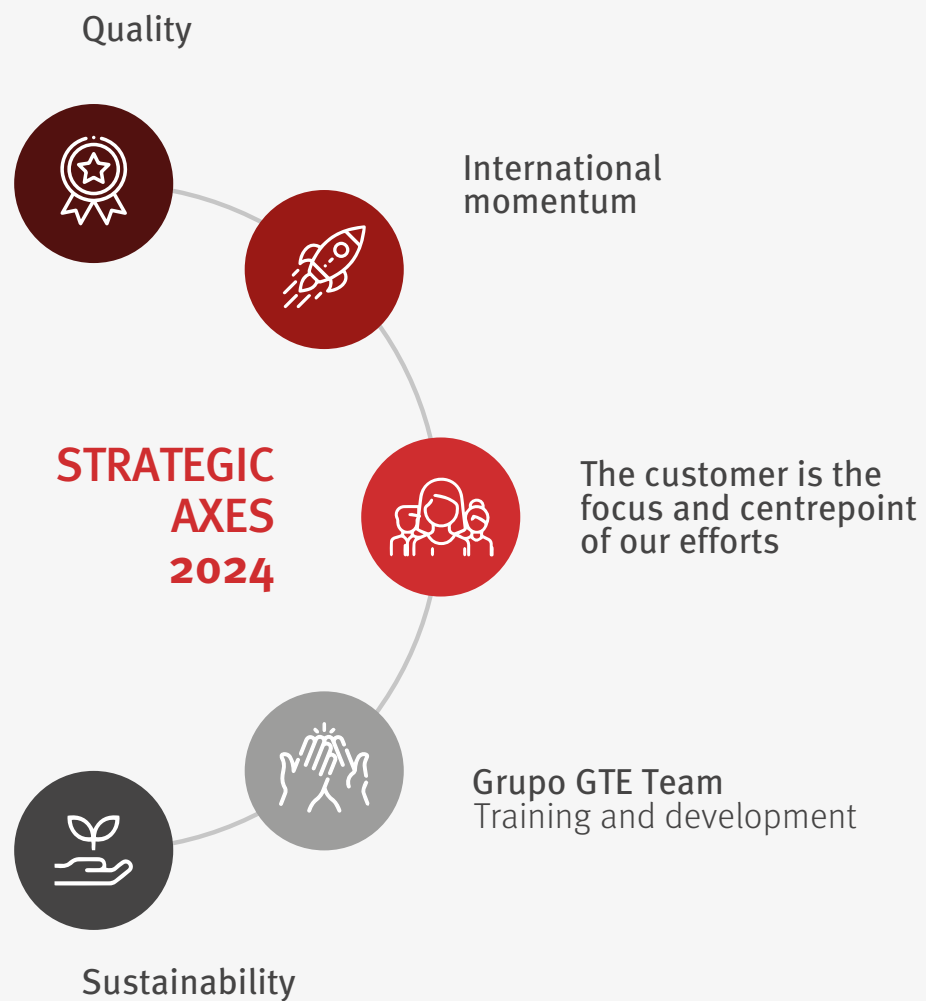 Quality
International
momentum
STRATEGIC
AXES
2024
The customer is the
focus and centrepoint
of our efforts
Grupo GTE Team
Training and development
Sustainability